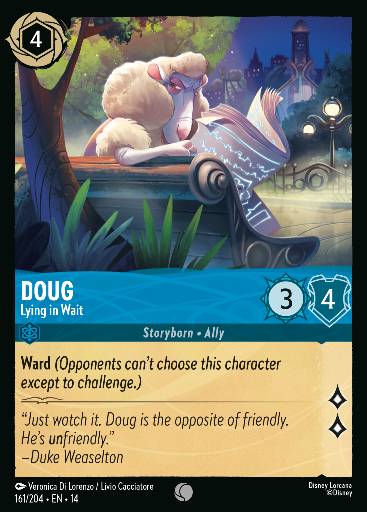 4
DOUG
Lying in Wait
3
4
Storyborn • Ally
Ward (Opponents can't choose this character
except to challenge.)
"Just watch it. Doug is the opposite of friendly.
He's unfriendly."
–Duke Weaselton
Veronica Di Lorenzo / Livio Cacciatore
161/204 • EN • 14
Disney Lorcana
©Disney